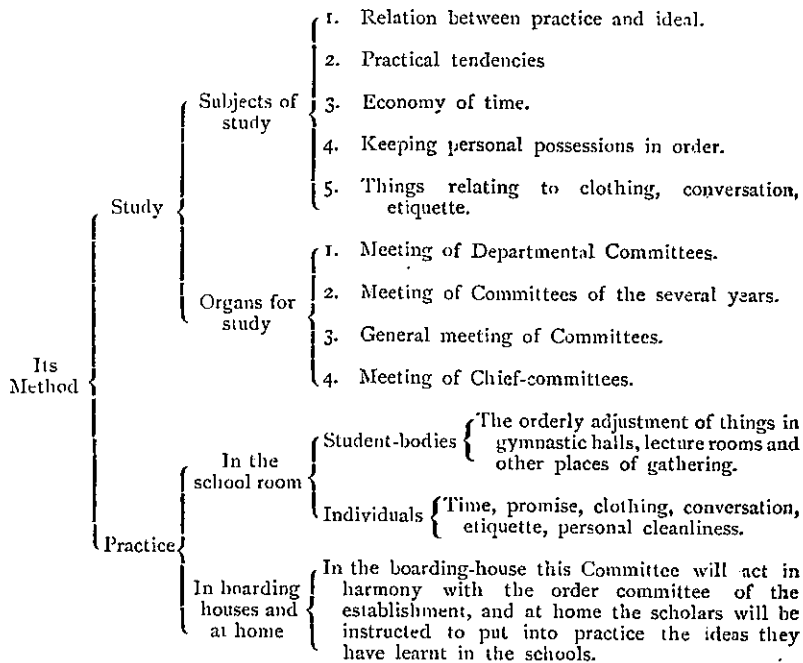 1. Relation between practice and ideal.
2. Practical tendencies
Subjects of
study
3. Economy of time.
4. Keeping personal possessions in order.
5. Things relating to clothing, conversation,
etiquette.
Study
1. Meeting of Departmental Committees.
2. Meeting of Committees of the several years.
Organs for
study
3. General meeting of Committees.
4. Meeting of Chief-committees.
Its
Method
In the
school room
Student-bodies
The orderly adjustment of things in
gymnastic halls, lecture rooms and
other places of gathering.
Individuals
Time, promise, clothing, conversation,
etiquette, personal cleanliness.
Practice
In boarding
houses and
at home
In the boarding-house this Committee will act in
harmony with the order committee of the
establishment, and at home the scholars will be
instructed to put into practice the ideas they
have learnt in the schools.